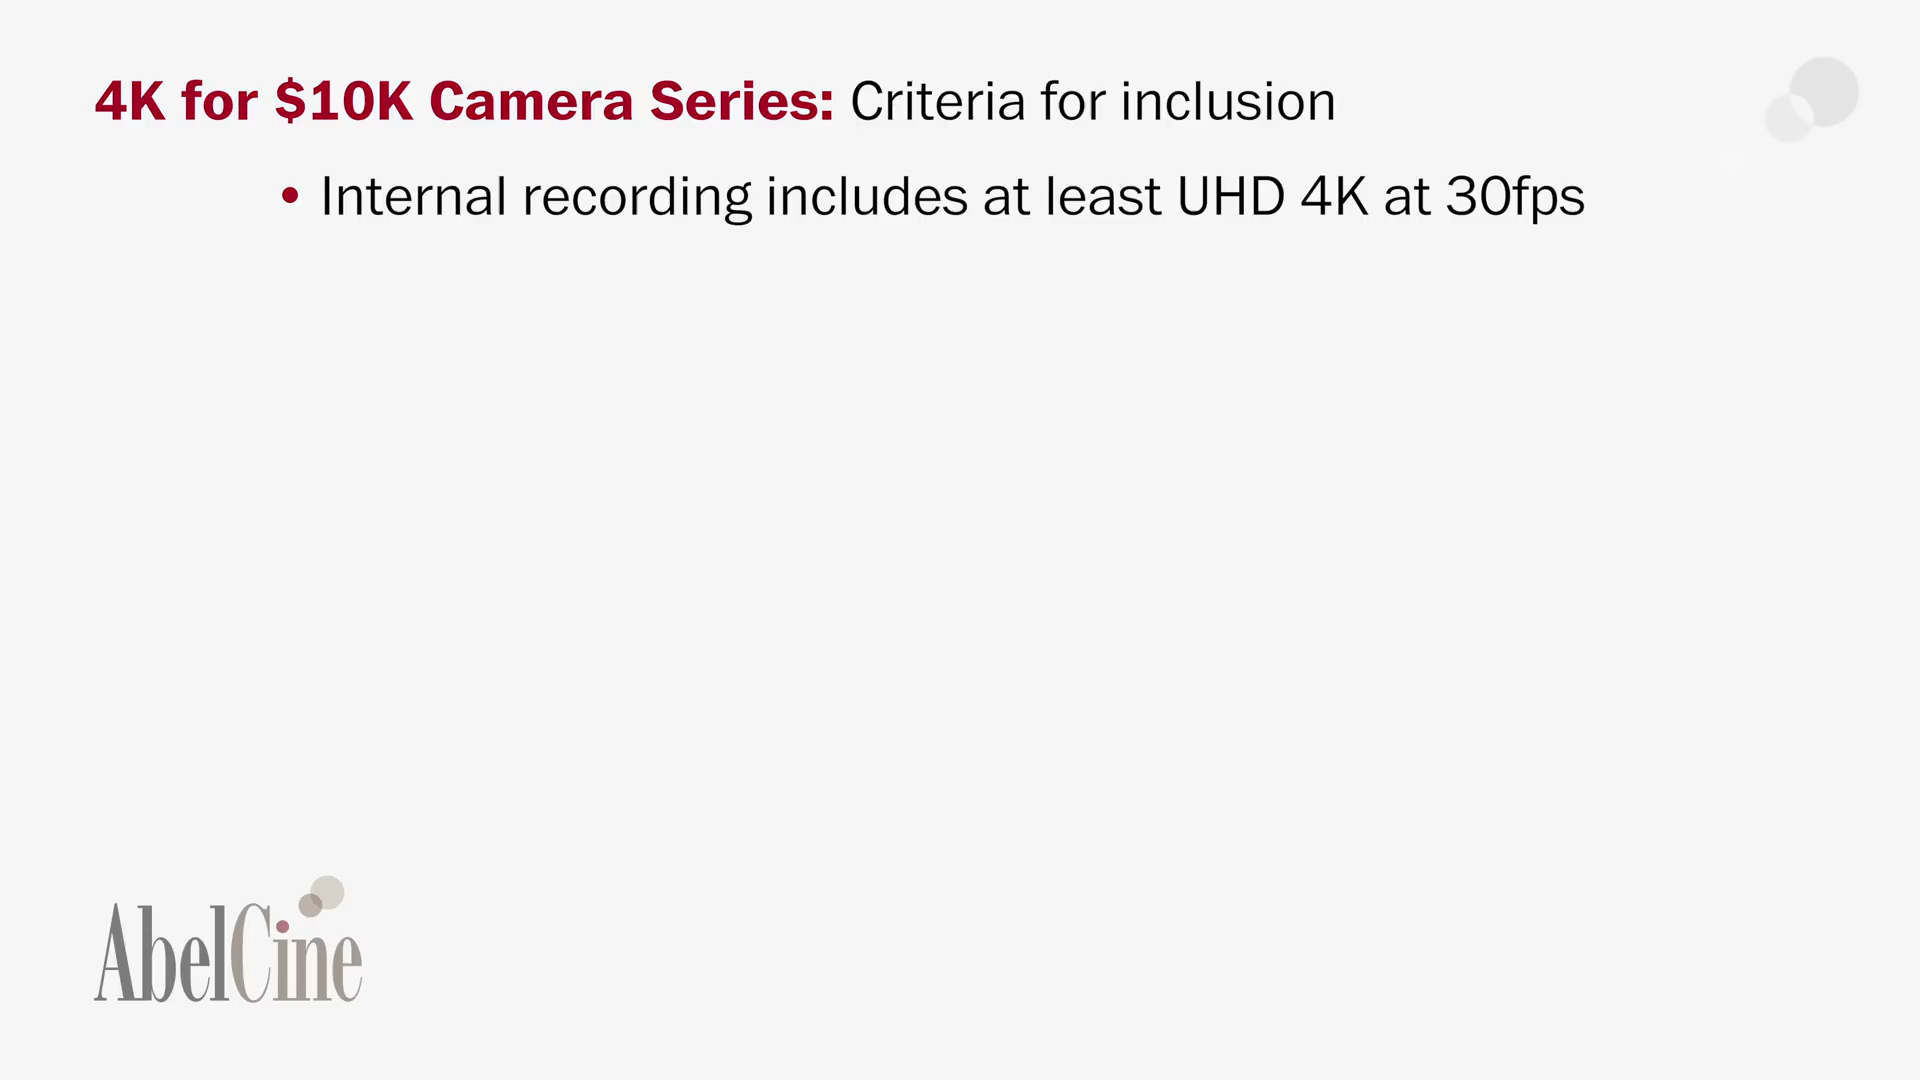 4K for $10K Camera Series: Criteria for inclusion
• Internal recording includes at least UHD 4K at 30fps
AbelCine